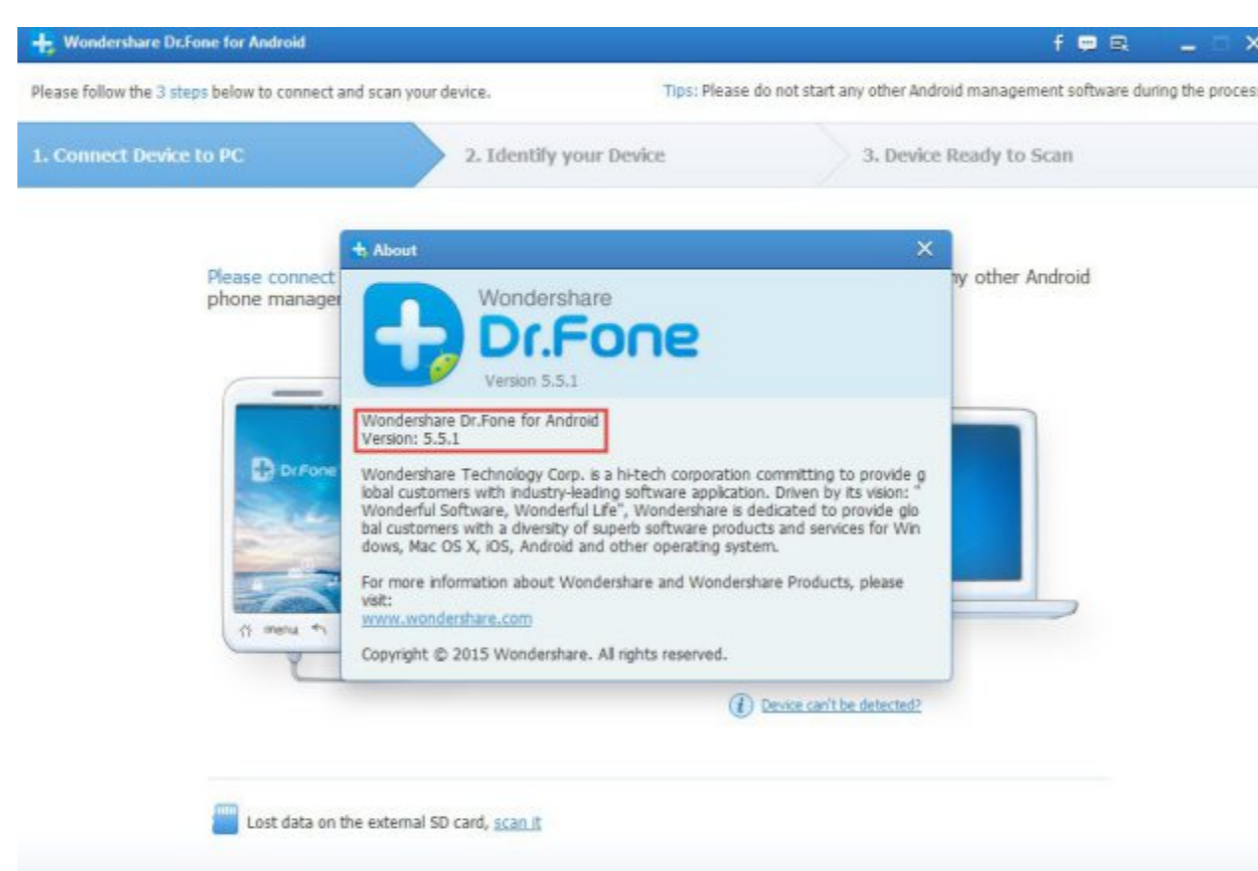 Wondershare Dr.Fone for Android
Please follow the 3 steps below to connect and scan your device.
Tips: Please do not start any other Android management software during the proces
1. Connect Device to PC
2. Identify your Device
3. Device Ready to Scan
Please connect
ny other Android
phone manager
About
Wondershare
Dr.Fone
Version 5.5.1
Wondershare Dr.Fone for Android
Version: 5.5.1
Wondershare Technology Corp. is a hi-tech corporation committing to provide g
lobal customers with industry-leading software application. Driven by its vision: "
Wonderful Software, Wonderful Life", Wondershare is dedicated to provide glo
bal customers with a diversity of superb software products and services for Win
dows, Mac OS X, iOS, Android and other operating system.
For more information about Wondershare and Wondershare Products, please
visit:
www.wondershare.com
Copyright © 2015 Wondershare. All rights reserved.
Dr.Fone
menu
Device can't be detected?
Lost data on the external SD card, scan it